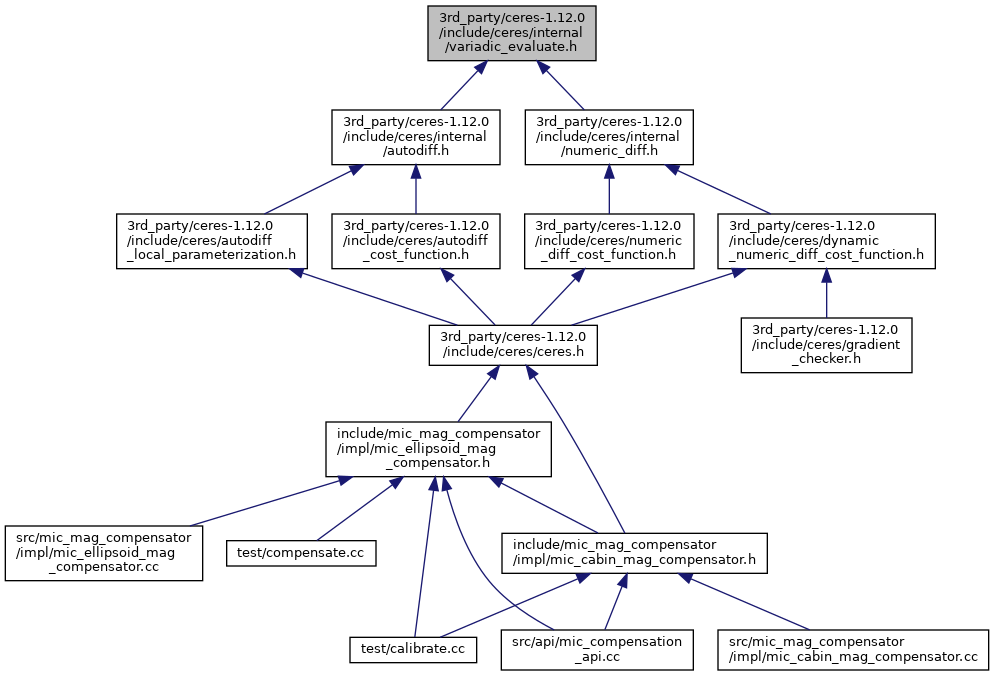 3rd_party/ceres-1.12.0
/include/ceres/internal
/variadic_evaluate.h
3rd_party/ceres-1.12.0
/include/ceres/internal
/autodiff.h
3rd_party/ceres-1.12.0
/include/ceres/internal
/numeric_diff.h
3rd_party/ceres-1.12.0
/include/ceres/autodiff
_local_parameterization.h
3rd_party/ceres-1.12.0
/include/ceres/autodiff
_cost_function.h
3rd_party/ceres-1.12.0
/include/ceres/numeric
_diff_cost_function.h
3rd_party/ceres-1.12.0
/include/ceres/dynamic
_numeric_diff_cost_function.h
3rd_party/ceres-1.12.0
/include/ceres/ceres.h
3rd_party/ceres-1.12.0
/include/ceres/gradient
_checker.h
include/mic_mag_compensator
/impl/mic_ellipsoid_mag
_compensator.h
src/mic_mag_compensator
/impl/mic_ellipsoid_mag
_compensator.cc
test/compensate.cc
include/mic_mag_compensator
/impl/mic_cabin_mag_compensator.h
test/calibrate.cc
src/api/mic_compensation
_api.cc
src/mic_mag_compensator
/impl/mic_cabin_mag_compensator.cc